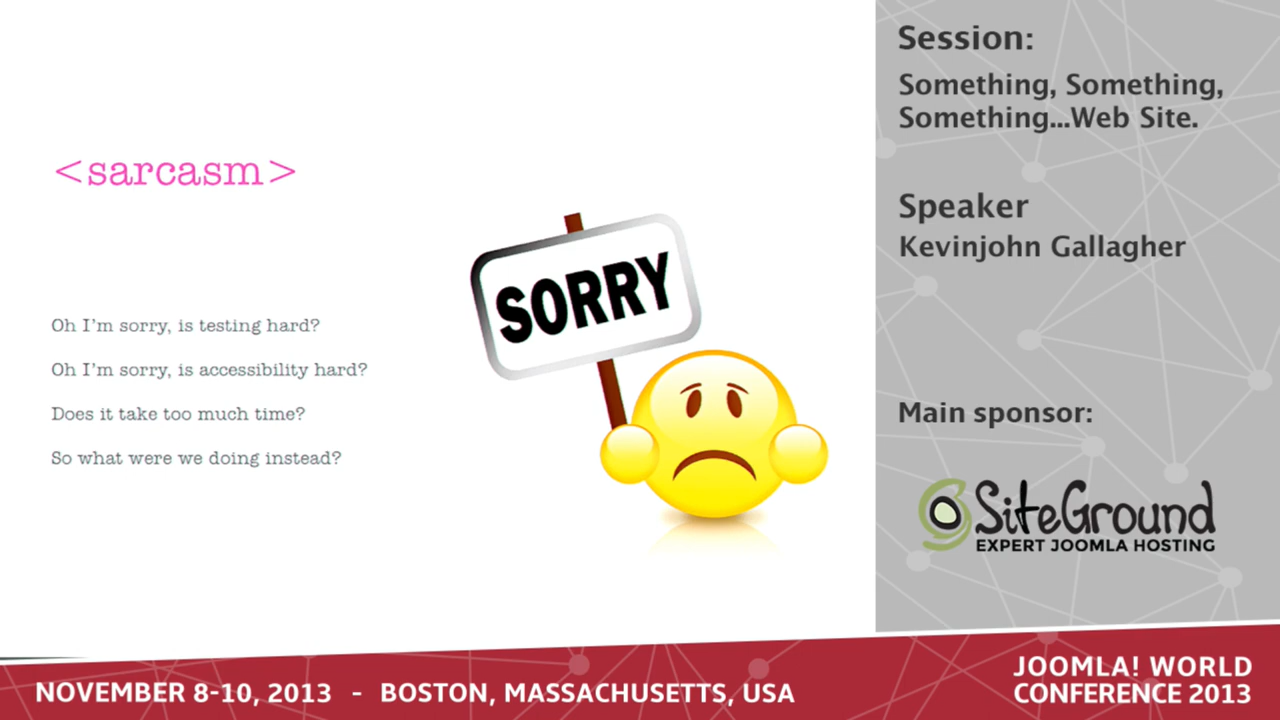 <sarcasm>
Oh I'm sorry, is testing hard?
Oh I'm sorry, is accessibility hard?
Does it take too much time?
So what were we doing instead?
SORRY
Session:
Something, Something,
Something...Web Site.
Speaker
Kevinjohn Gallagher
Main sponsor:
SiteGround
EXPERT JOOMLA HOSTING
NOVEMBER 8-10, 2013 - BOSTON, MASSACHUSETTS, USA
JOOMLA! WORLD
CONFERENCE 2013